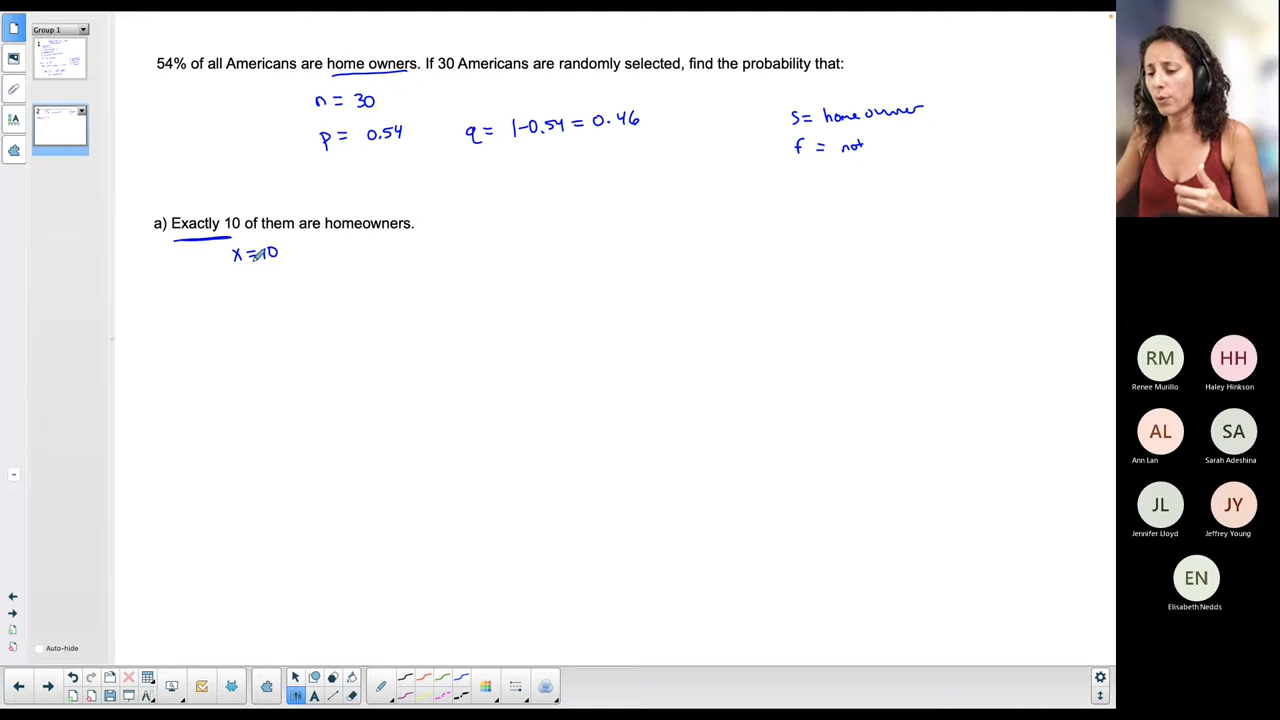 Group 1
1
2
54% of all Americans are home owners. If 30 Americans are randomly selected, find the probability that:
n = 30
p = 0.54
q = 1-0.54 = 0.46
s = homeowner
f = not
a) Exactly 10 of them are homeowners.
x = 10
RM
Renee Murillo
HH
Haley Hinkson
AL
Ann Lan
SA
Sarah Adeshina
JL
Jennifer Lloyd
JY
Jeffrey Young
EN
Elisabeth Nedds
Auto-hide